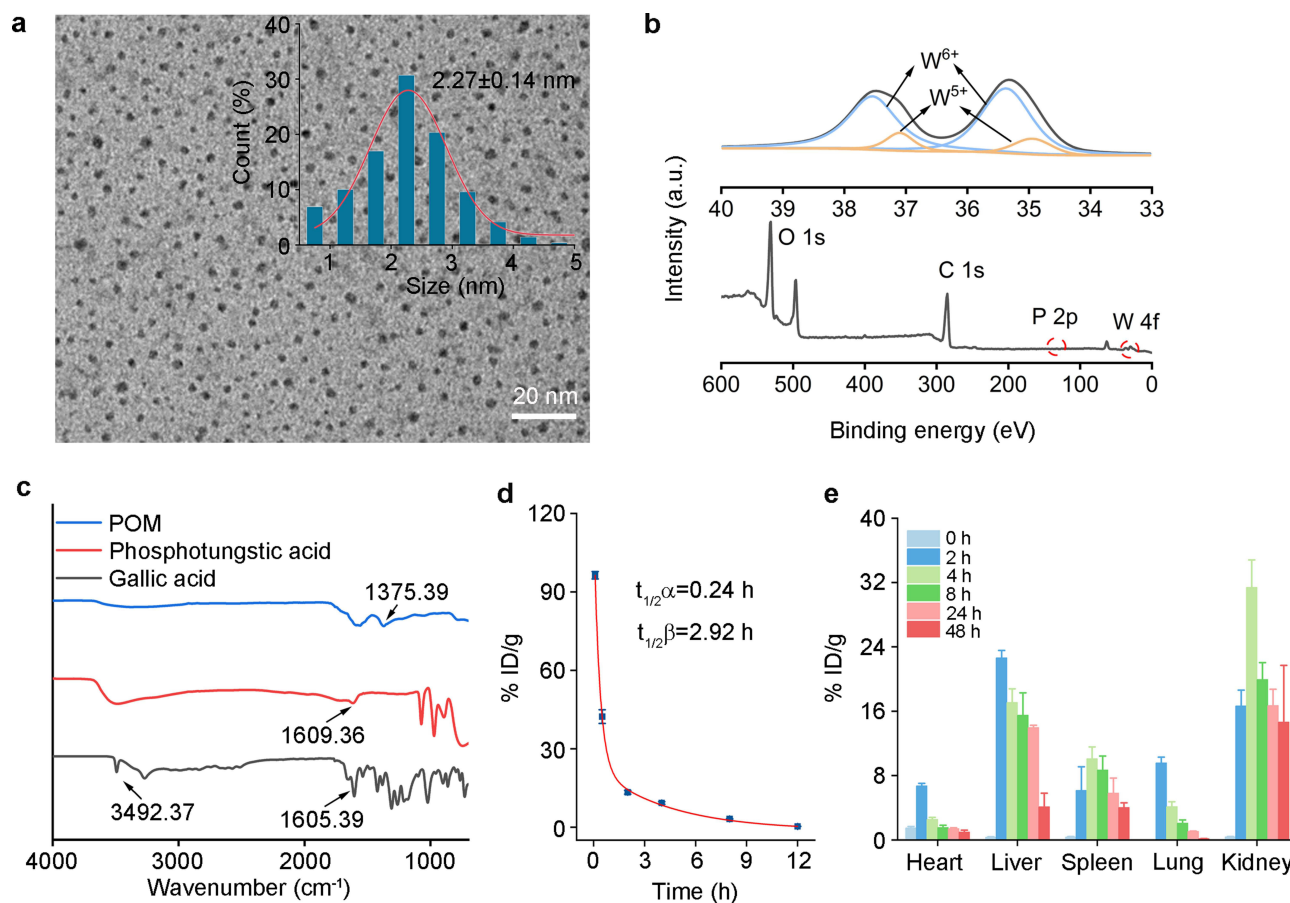 a
40
30
20
10
0
Count (%)
2.27±0.14 nm
1 2 3 4 5
Size (nm)
20 nm
b
W6+
W5+
40 39 38 37 36 35 34 33
O 1s
C 1s
P 2p
W 4f
Intensity (a.u.)
600 500 400 300 200 100 0
Binding energy (eV)
c
POM
Phosphotungstic acid
Gallic acid
1375.39
1609.36
3492.37
1605.39
4000 3000 2000 1000
Wavenumber (cm-1)
d
120
90
60
30
0
% ID/g
t1/2α=0.24 h
t1/2β=2.92 h
0 4 8 12
Time (h)
e
40
32
24
16
8
0
% ID/g
0 h
2 h
4 h
8 h
24 h
48 h
Heart Liver Spleen Lung Kidney